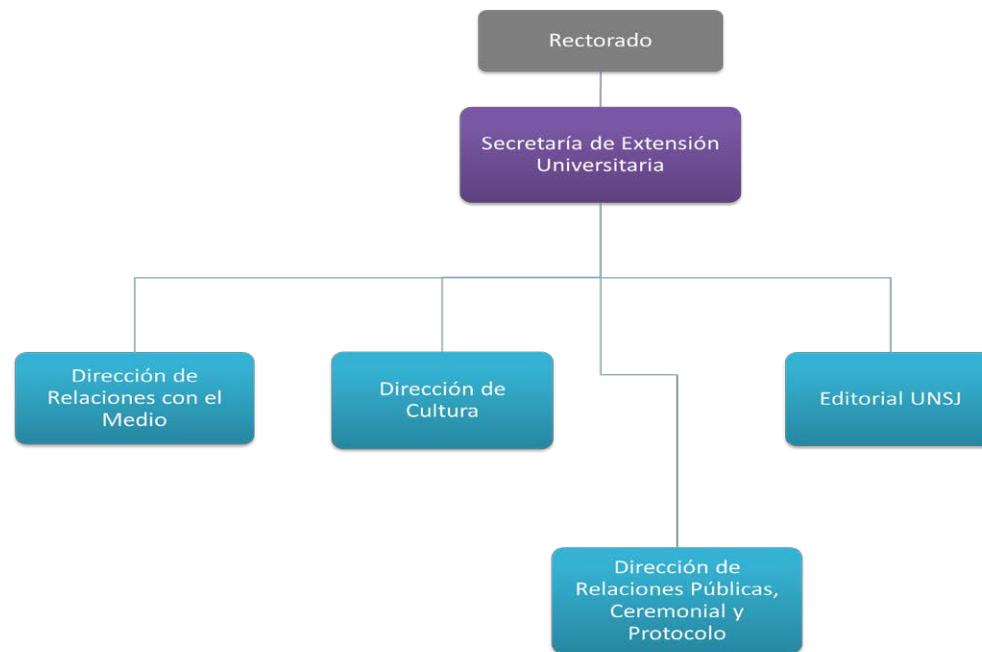 Rectorado
Secretaría de Extensión
Universitaria
Dirección de
Relaciones con el
Medio
Dirección de
Cultura
Editorial UNSJ
Dirección de
Relaciones Públicas,
Ceremonial y
Protocolo